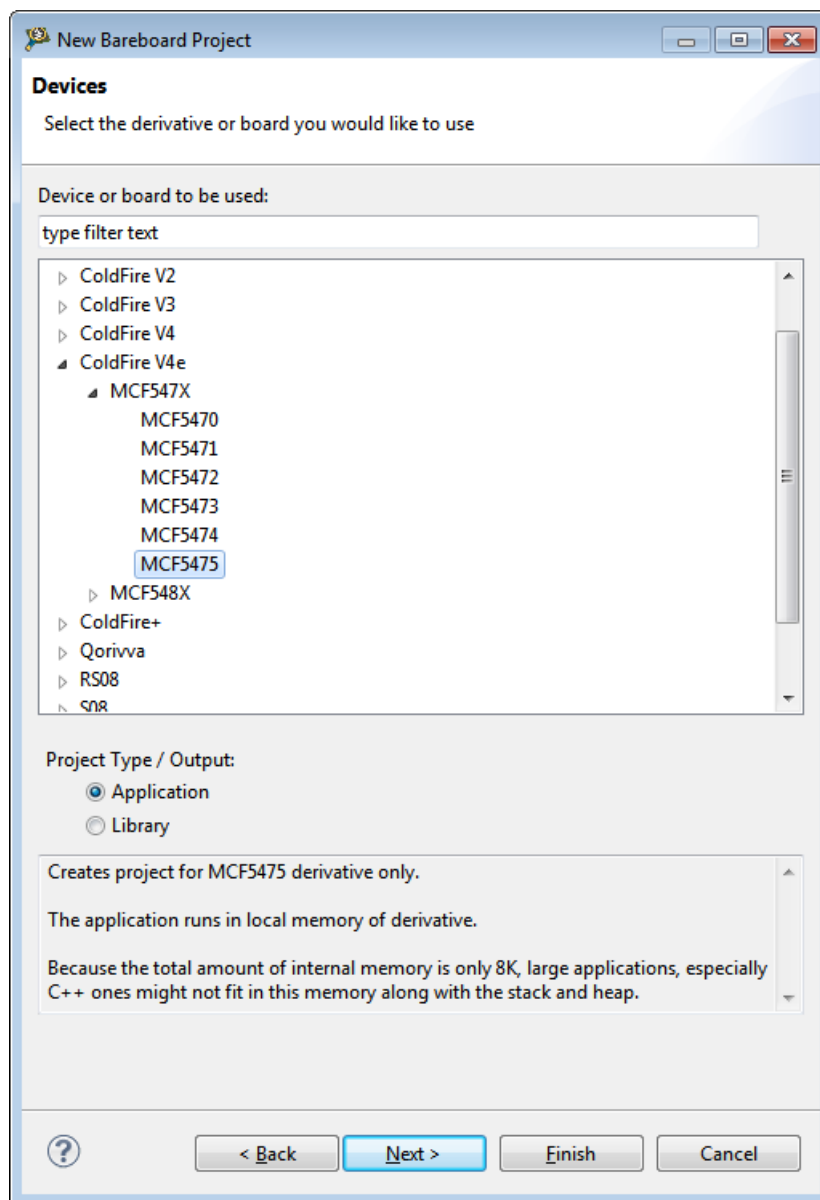 New Bareboard Project
Devices
Select the derivative or board you would like to use
Device or board to be used:
type filter text
ColdFire V2
ColdFire V3
ColdFire V4
ColdFire V4e
MCF547X
MCF5470
MCF5471
MCF5472
MCF5473
MCF5474
MCF5475
MCF548X
ColdFire+
Qorivva
RS08
S08
Project Type / Output:
Application
Library
Creates project for MCF5475 derivative only.
The application runs in local memory of derivative.
Because the total amount of internal memory is only 8K, large applications, especially
C++ ones might not fit in this memory along with the stack and heap.
? < Back Next > Finish Cancel